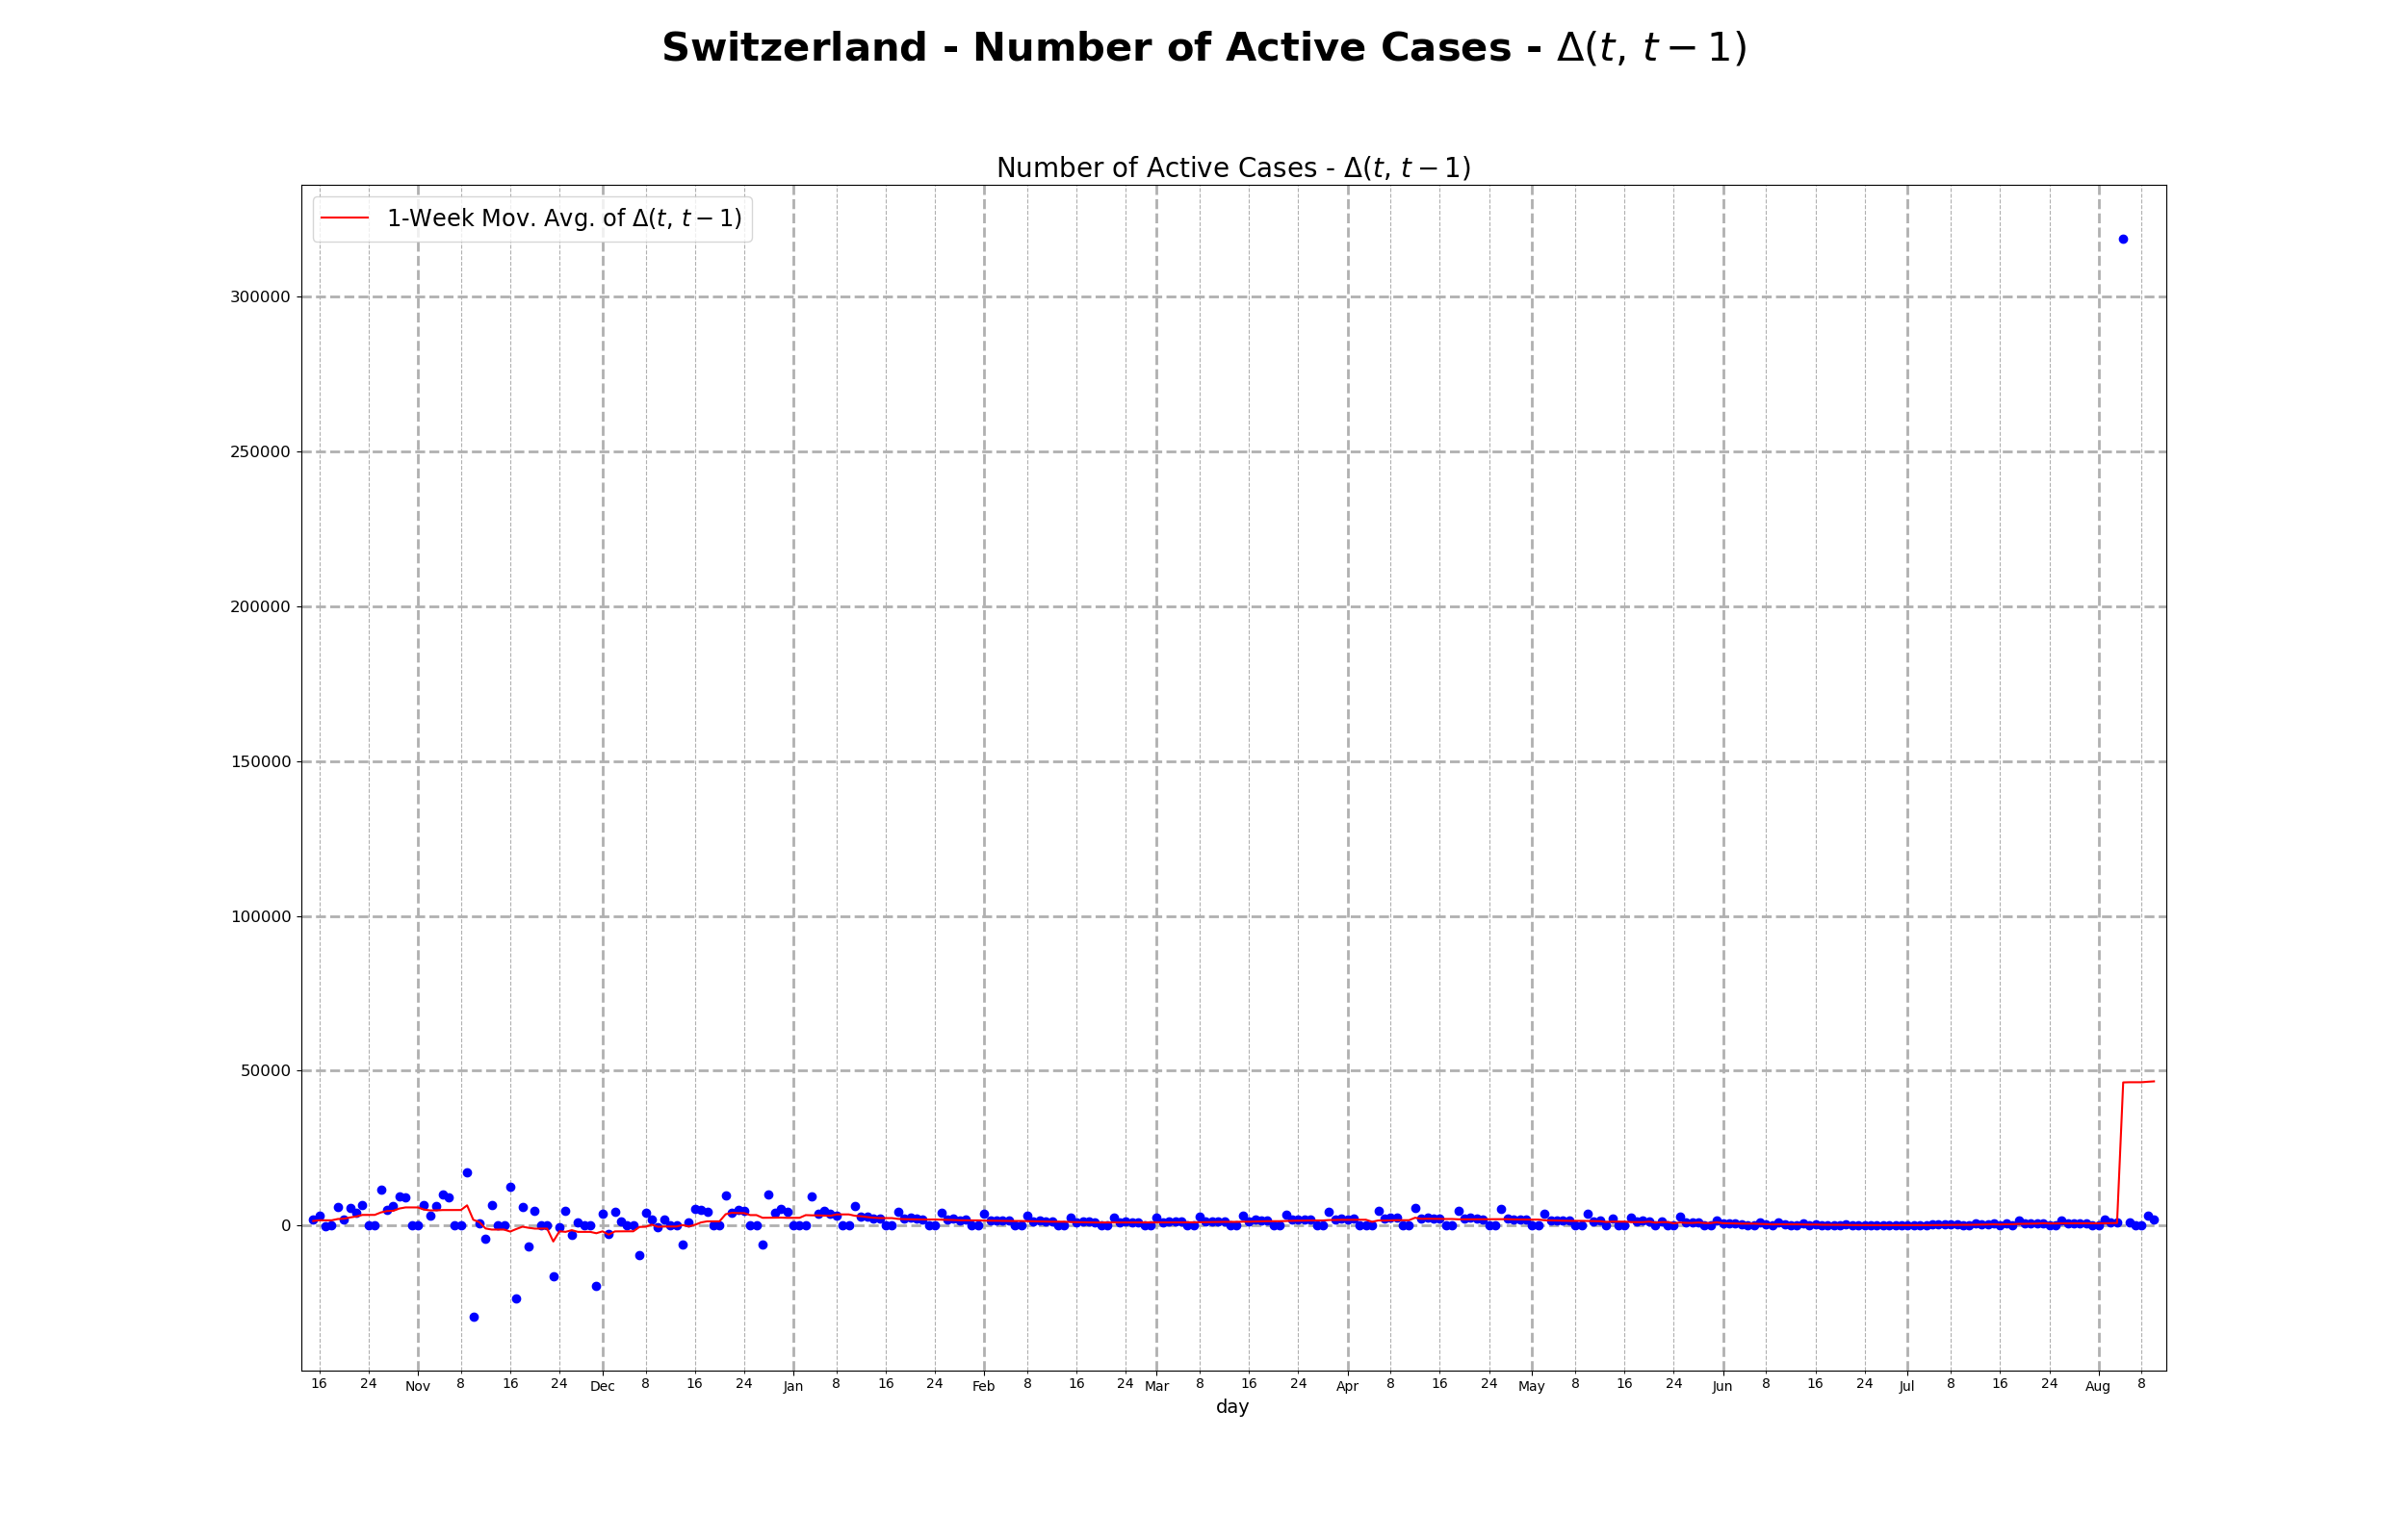 Switzerland - Number of Active Cases - Δ(t, t − 1)
Number of Active Cases - Δ(t, t − 1)
1-Week Mov. Avg. of Δ(t, t − 1)
300000
250000
200000
150000
100000
50000
0
16 24 Nov 8 16 24 Dec 8 16 24 Jan 8 16 24 Feb 8 16 24 Mar 8 16 24 Apr 8 16 24 May 8 16 24 Jun 8 16 24 Jul 8 16 24 Aug 8
day